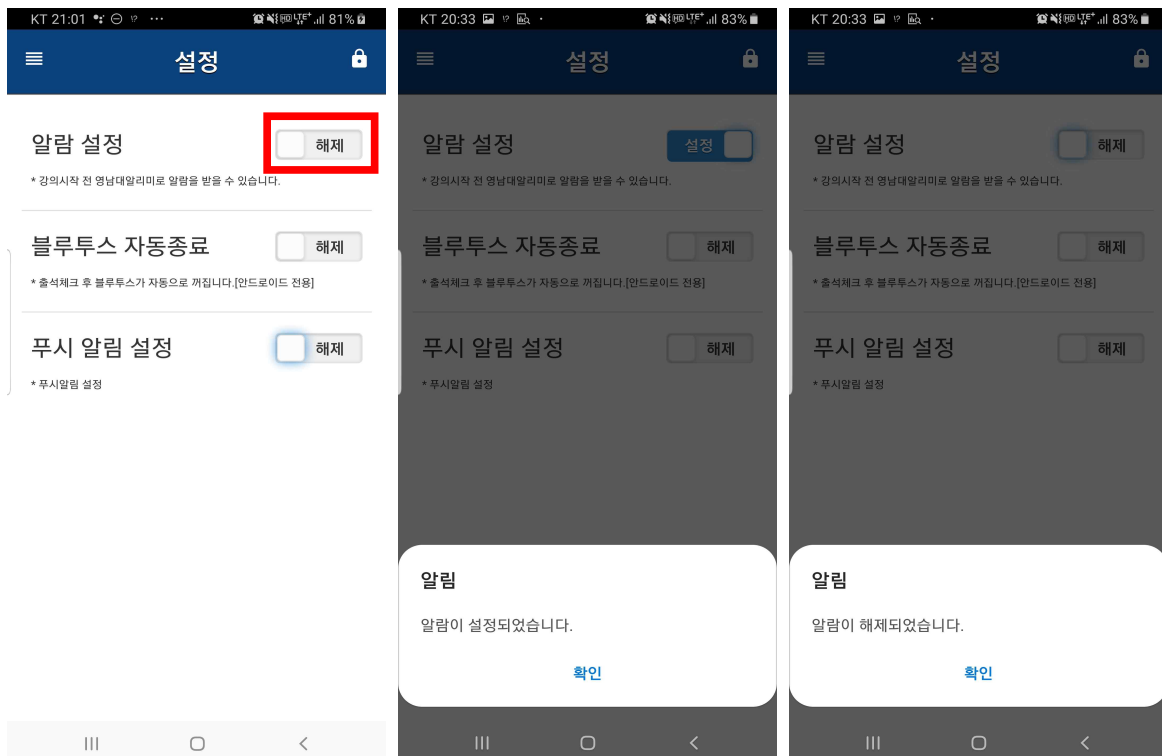 KT 21:01 81%
설정
알람 설정
해제
* 강의시작 전 영남대알리미로 알람을 받을 수 있습니다.
블루투스 자동종료
해제
* 출석체크 후 블루투스가 자동으로 꺼집니다.[안드로이드 전용]
푸시 알림 설정
해제
* 푸시알림 설정
KT 20:33 83%
설정
알람 설정
설정
* 강의시작 전 영남대알리미로 알람을 받을 수 있습니다.
블루투스 자동종료
해제
* 출석체크 후 블루투스가 자동으로 꺼집니다.[안드로이드 전용]
푸시 알림 설정
해제
* 푸시알림 설정
알림
알람이 설정되었습니다.
확인
KT 20:33 83%
설정
알람 설정
해제
* 강의시작 전 영남대알리미로 알람을 받을 수 있습니다.
블루투스 자동종료
해제
* 출석체크 후 블루투스가 자동으로 꺼집니다.[안드로이드 전용]
푸시 알림 설정
해제
* 푸시알림 설정
알림
알람이 해제되었습니다.
확인